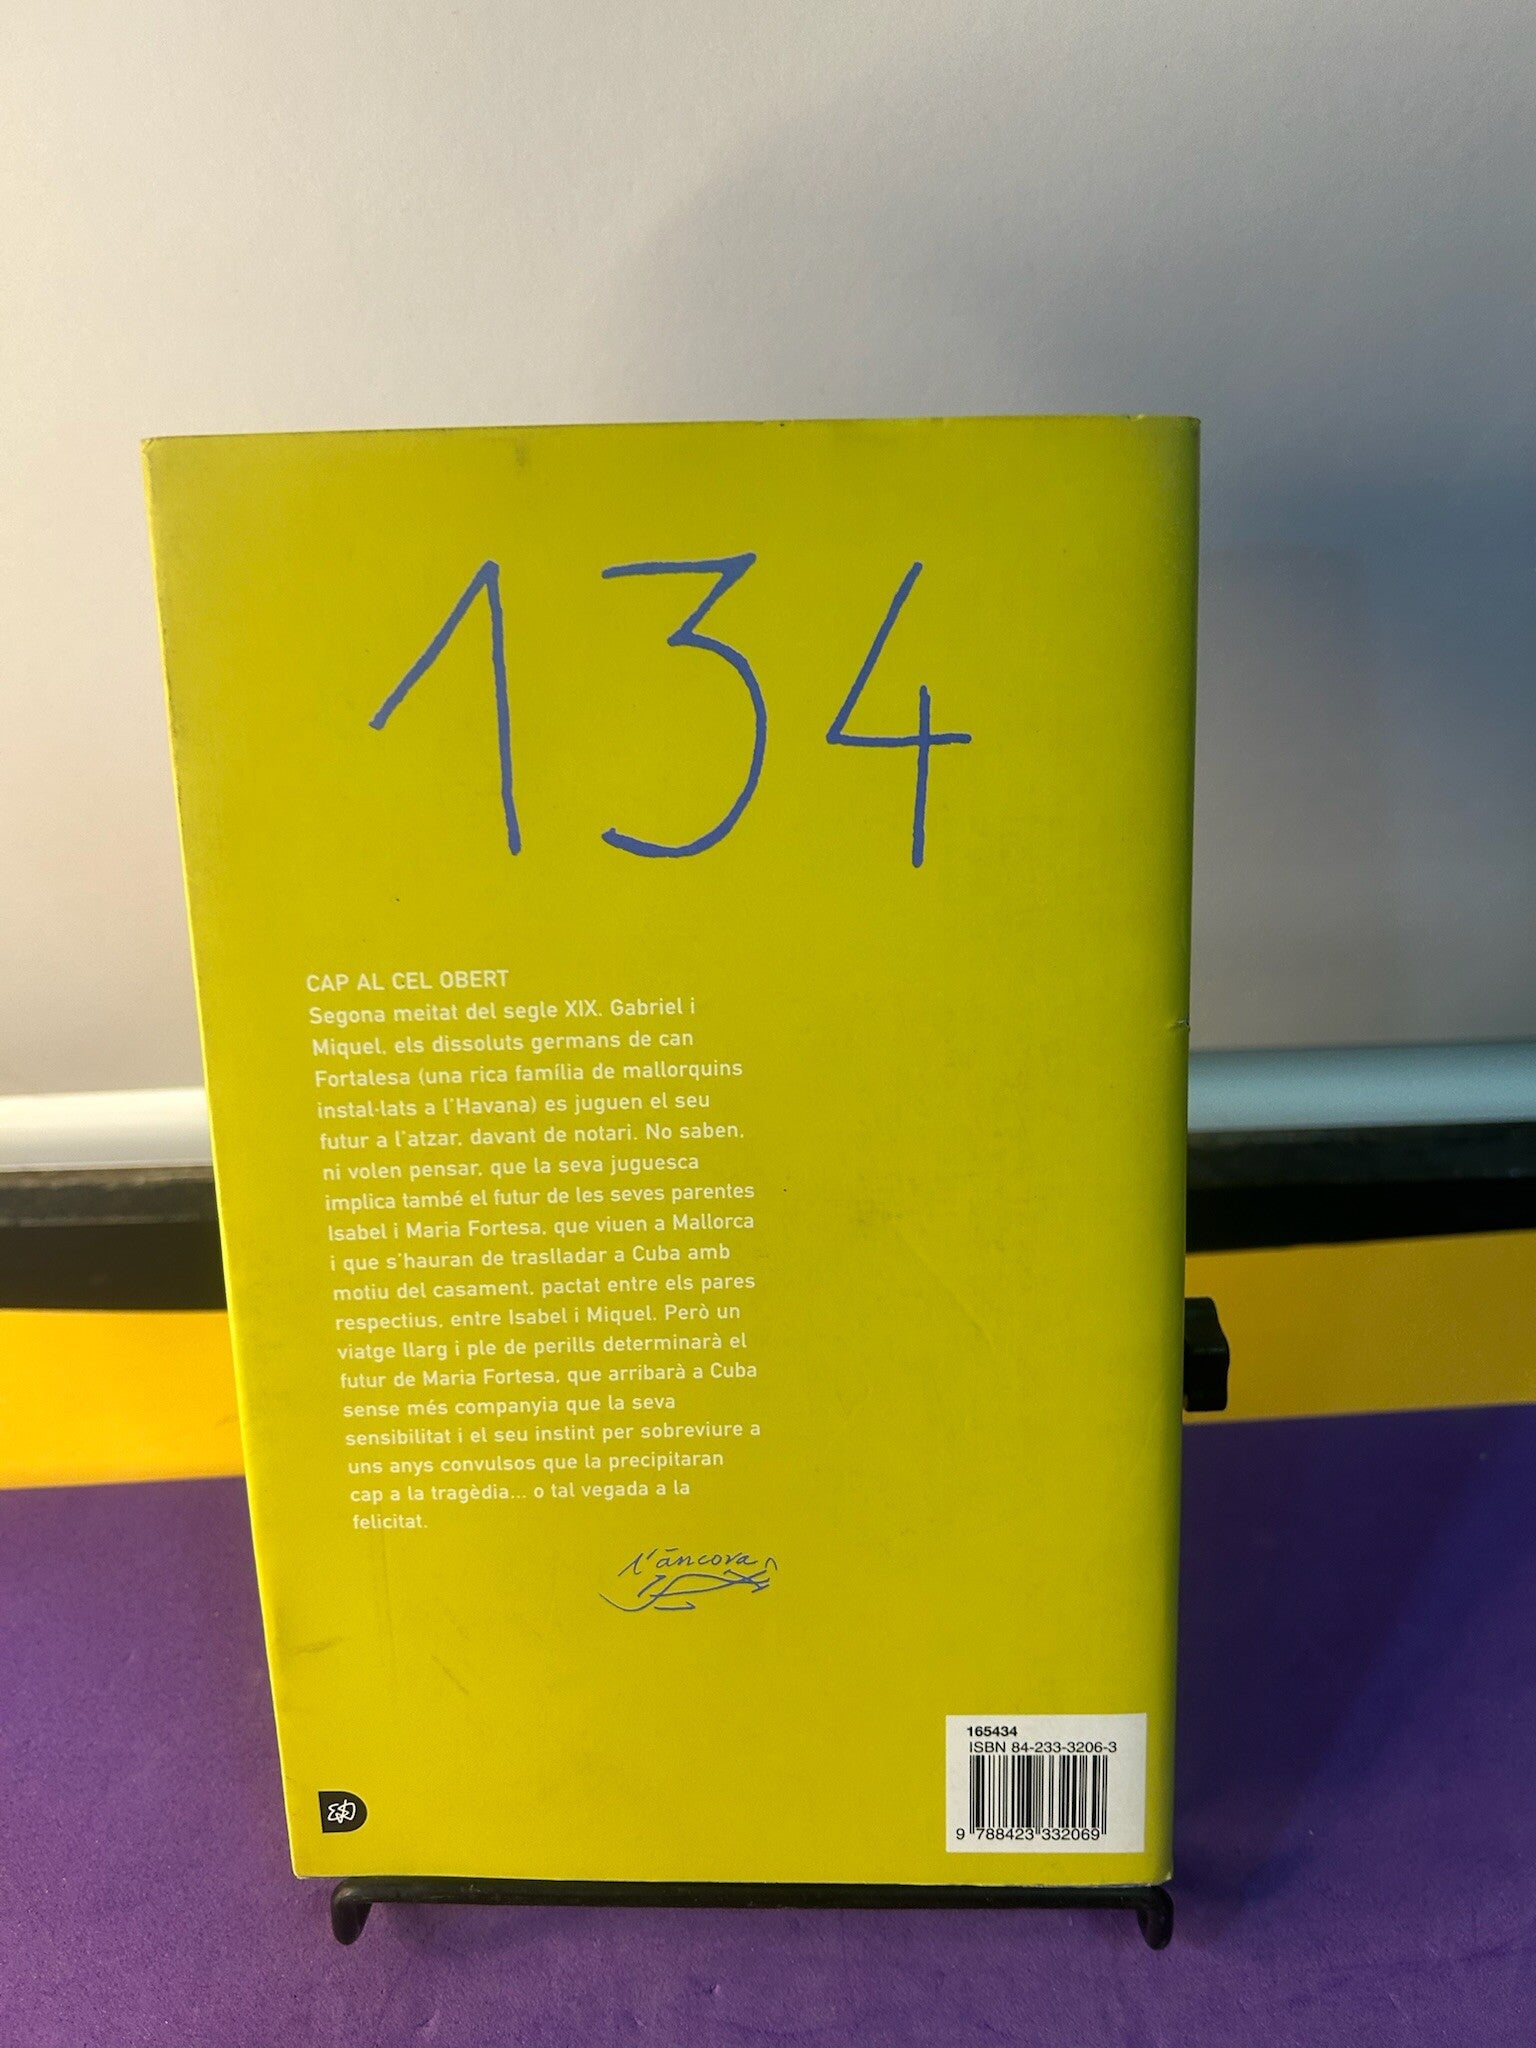 134
CAP AL CEL OBERT
Segona meitat del segle XIX. Gabriel i
Miquel, els dissoluts germans de can
Fortalesa (una rica família de mallorquins
instal·lats a l'Havana) es juguen el seu
futur a l'atzar, davant de notari. No saben,
ni volen pensar, que la seva juguesca
implica també el futur de les seves parentes
Isabel i Maria Fortesa, que viuen a Mallorca
i que s'hauran de traslladar a Cuba amb
motiu del casament, pactat entre els pares
respectius, entre Isabel i Miquel. Però un
viatge llarg i ple de perills determinarà el
futur de Maria Fortesa, que arribarà a Cuba
sense més companyia que la seva
sensibilitat i el seu instint per sobreviure a
uns anys convulsos que la precipitaran
cap a la tragèdia... o tal vegada a la
felicitat.
l'àncora
165434
ISBN 84-233-3206-3
9 788423 332069